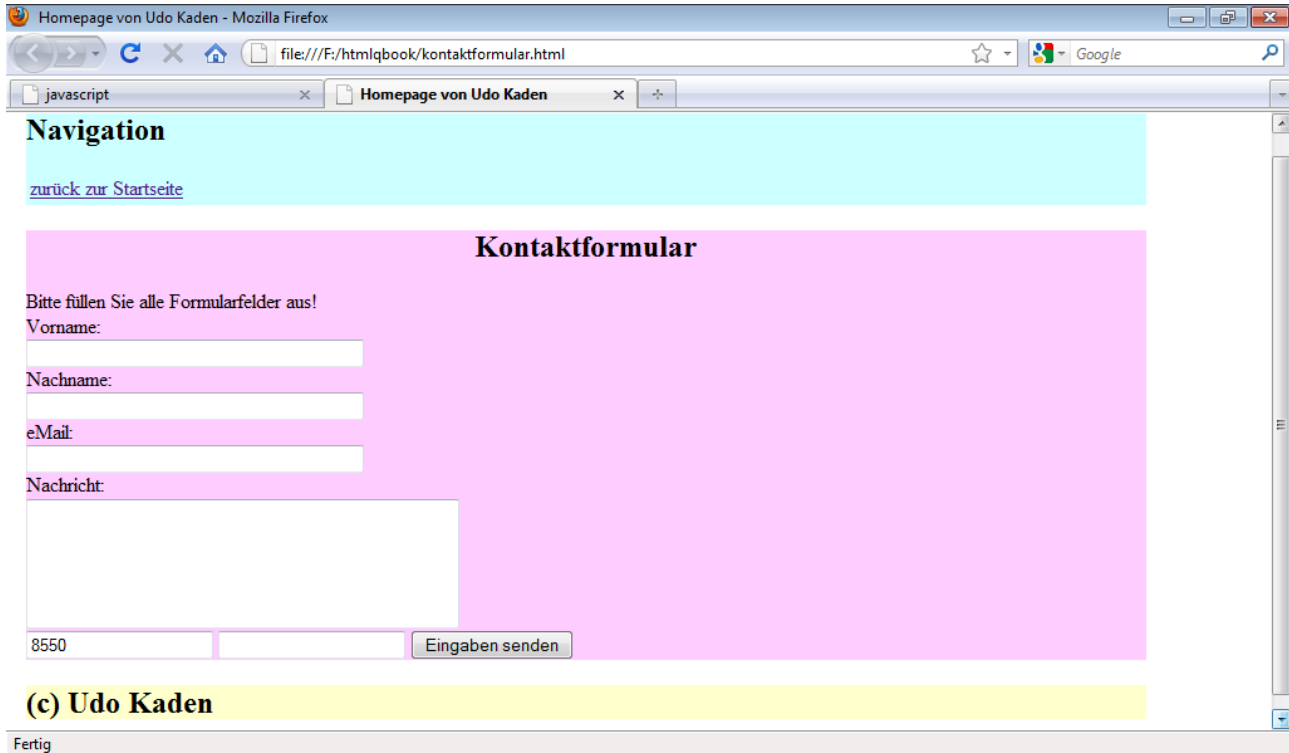 Homepage von Udo Kaden - Mozilla Firefox
file:///F:/htmlqbook/kontaktformular.html Google
javascript Homepage von Udo Kaden
Navigation
zurück zur Startseite
Kontaktformular
Bitte füllen Sie alle Formularfelder aus!
Vorname:
Nachname:
eMail:
Nachricht:
8550 Eingaben senden
(c) Udo Kaden
Fertig